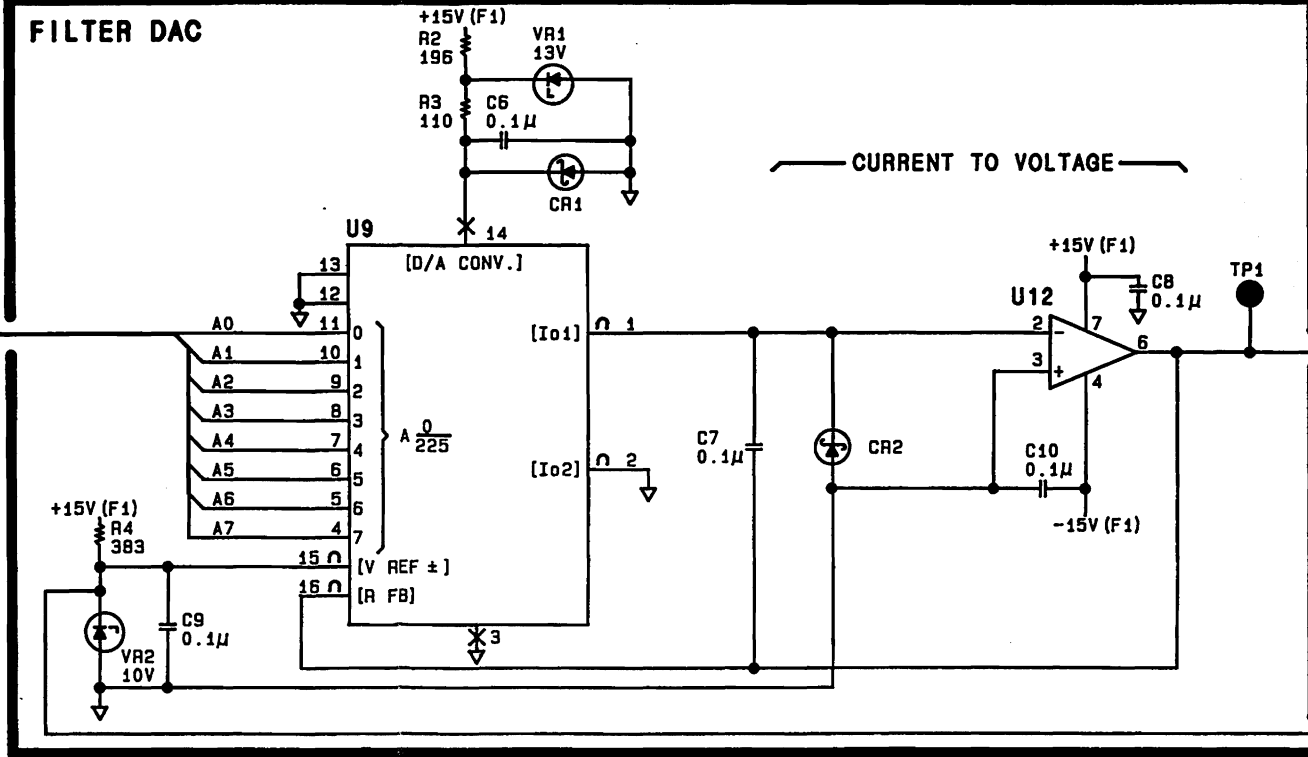 FILTER DAC
+15V (F1)
R2
196
VR1
13V
R3
110
C6
0.1µ
CR1
CURRENT TO VOLTAGE
U9
14
[D/A CONV.]
13
12
11
10
9
8
7
6
5
4
A0
A1
A2
A3
A4
A5
A6
A7
0
1
2
3
4
5
6
7
A 0/225
[Io1]
1
[Io2]
2
15
[V REF ±]
16
[R FB]
3
+15V (F1)
R4
383
C9
0.1µ
VR2
10V
C7
0.1µ
CR2
C10
0.1µ
-15V (F1)
+15V (F1)
C8
0.1µ
U12
2
-
3
+
7
4
6
TP1